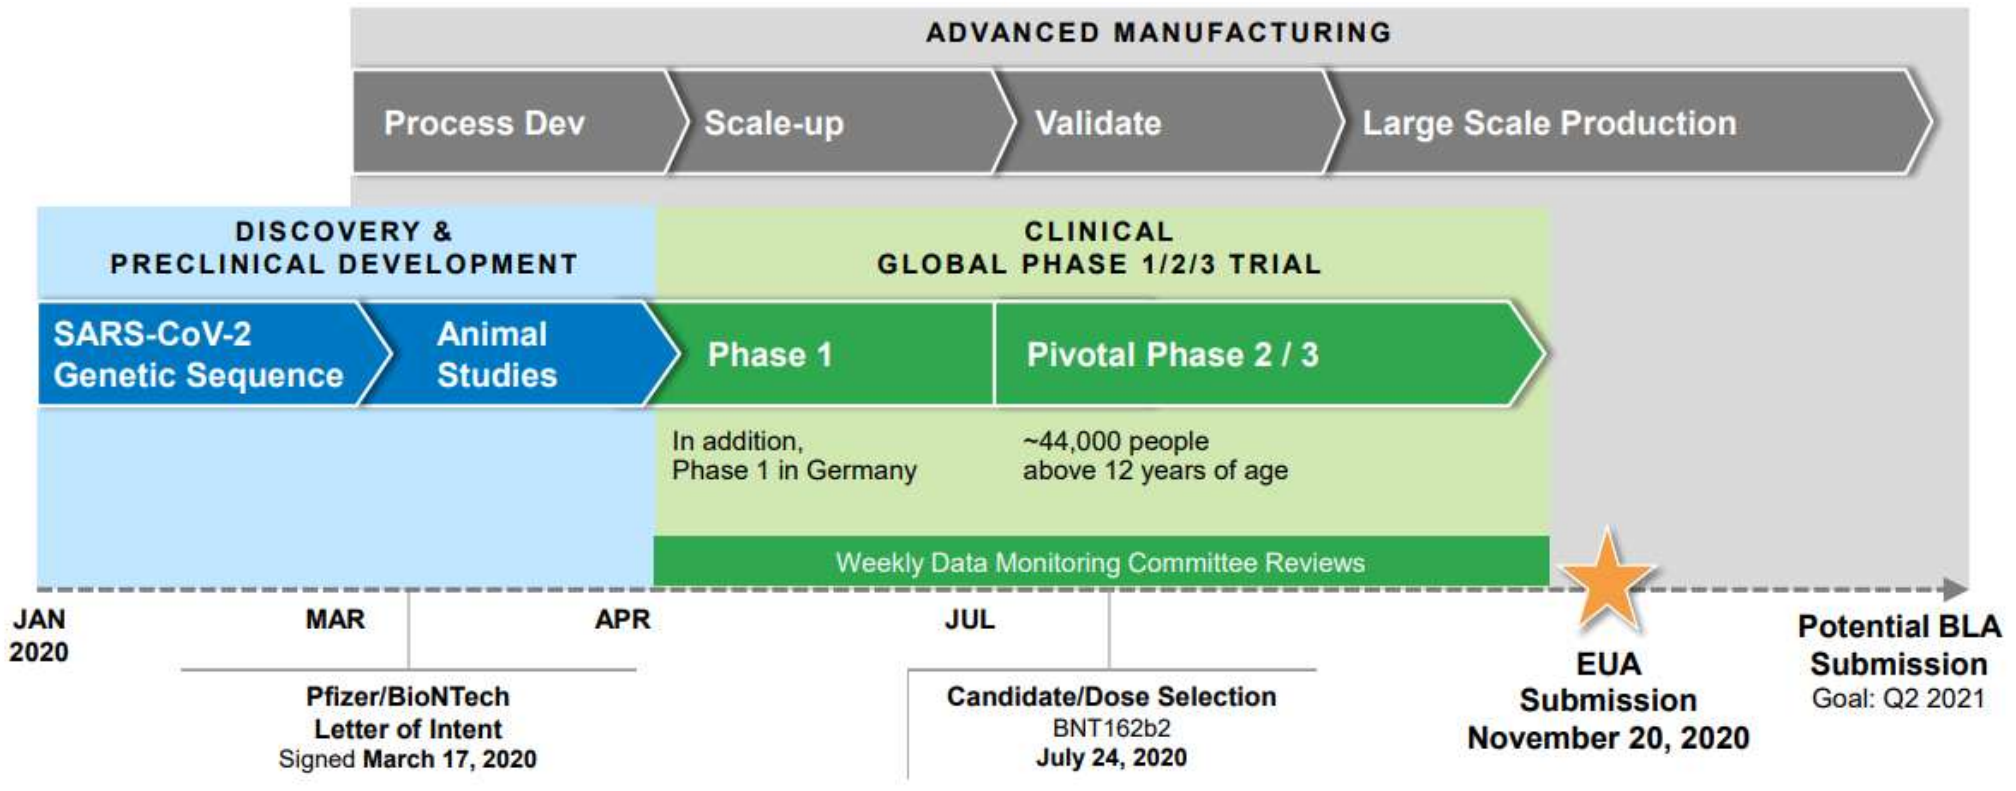 ADVANCED MANUFACTURING
Process Dev
Scale-up
Validate
Large Scale Production
DISCOVERY &
PRECLINICAL DEVELOPMENT
CLINICAL
GLOBAL PHASE 1/2/3 TRIAL
SARS-CoV-2
Genetic Sequence
Animal
Studies
Phase 1
Pivotal Phase 2 / 3
In addition,
Phase 1 in Germany
~44,000 people
above 12 years of age
Weekly Data Monitoring Committee Reviews
JAN
2020
MAR
APR
JUL
Pfizer/BioNTech
Letter of Intent
Signed March 17, 2020
Candidate/Dose Selection
BNT162b2
July 24, 2020
EUA
Submission
November 20, 2020
Potential BLA
Submission
Goal: Q2 2021